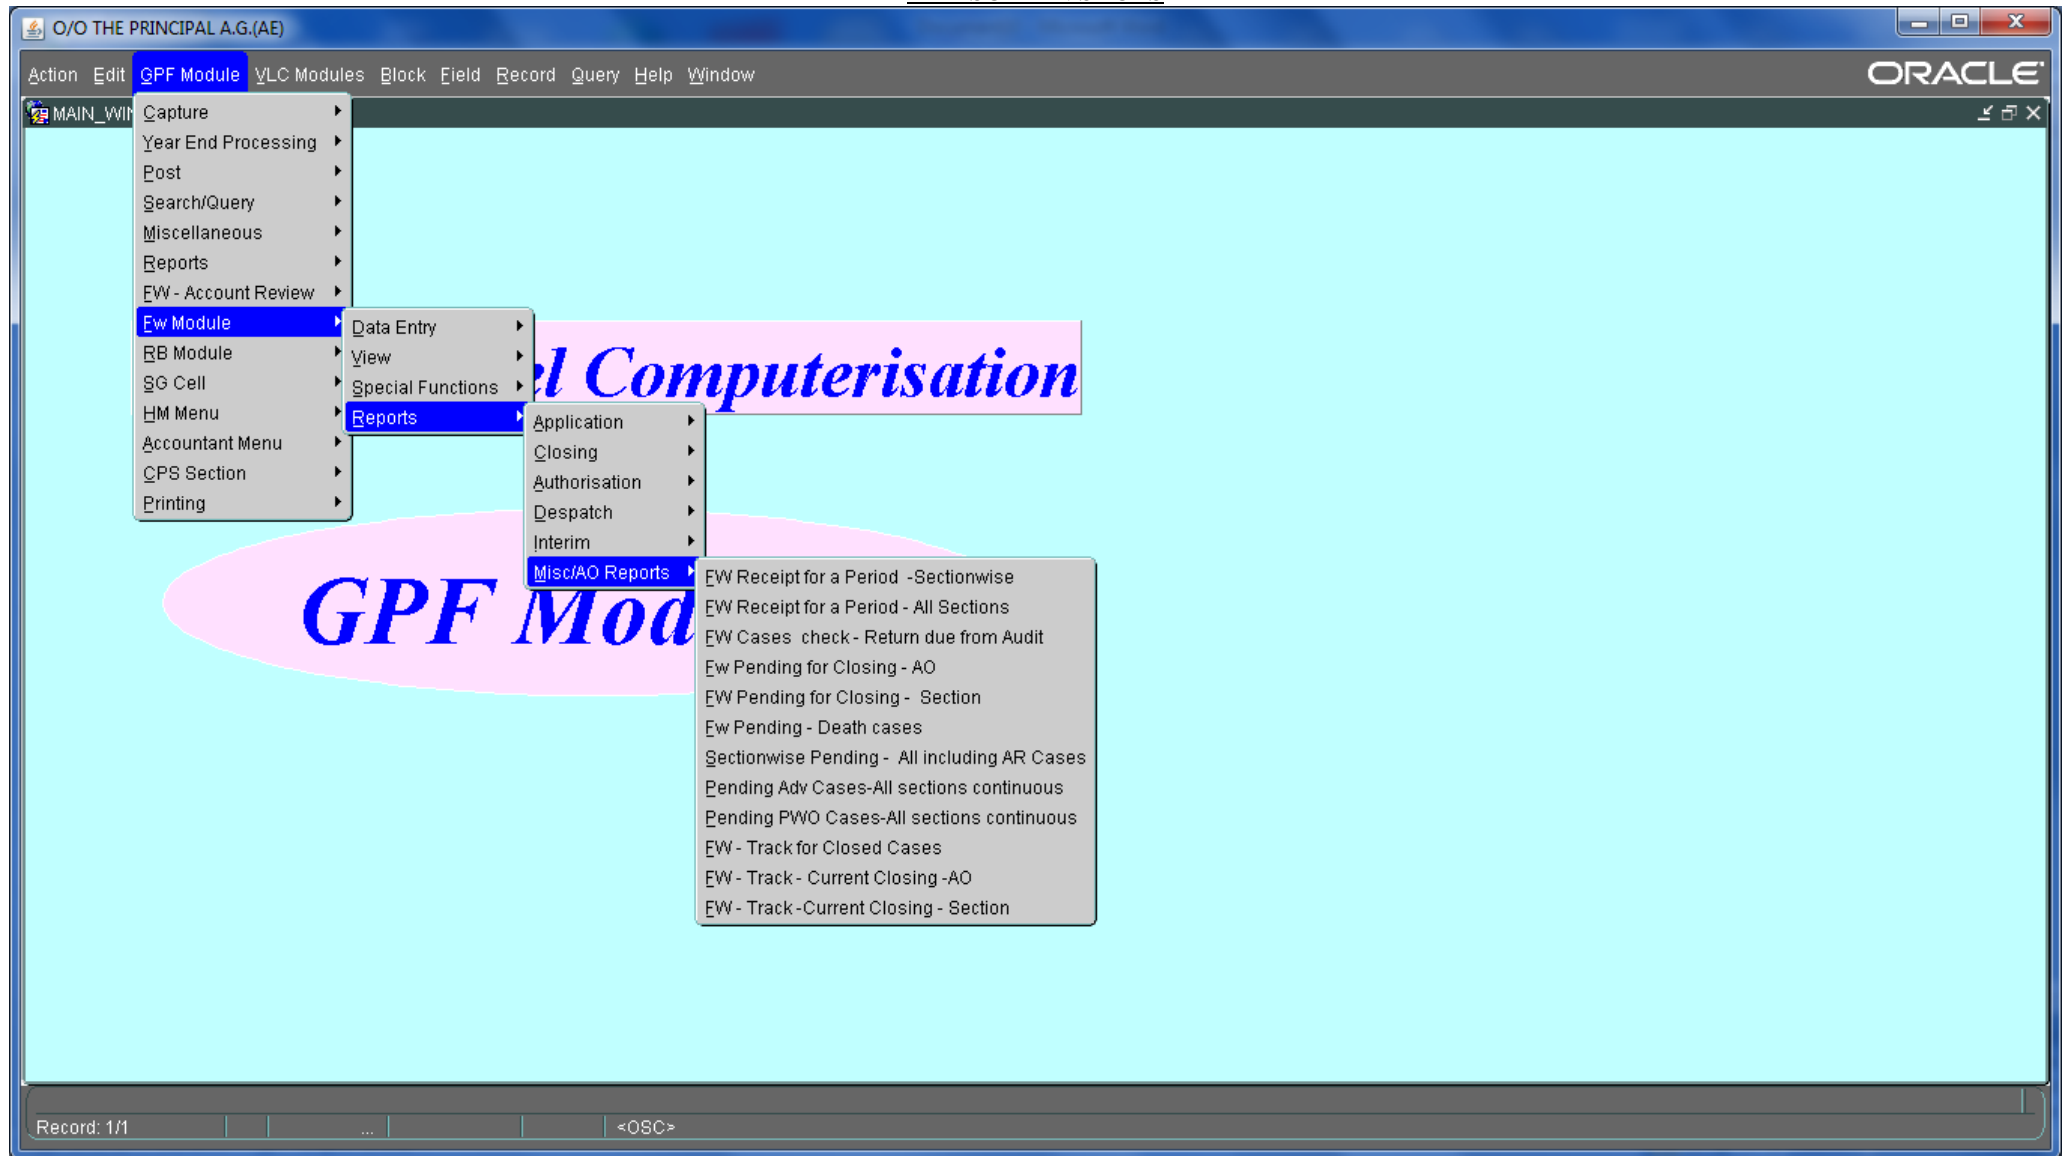 O/O THE PRINCIPAL A.G.(AE)
Action Edit GPF Module VLC Modules Block Field Record Query Help Window
ORACLE
MAIN_WIN
Capture
Year End Processing
Post
Search/Query
Miscellaneous
Reports
FW - Account Review
Fw Module
RB Module
SG Cell
HM Menu
Accountant Menu
CPS Section
Printing
Data Entry
View
Special Functions
Reports
el Computerisation
Application
Closing
Authorisation
Despatch
Interim
Misc/AO Reports
GPF Mod
FW Receipt for a Period -Sectionwise
FW Receipt for a Period - All Sections
FW Cases check - Return due from Audit
Fw Pending for Closing - AO
FW Pending for Closing - Section
Fw Pending - Death cases
Sectionwise Pending - All including AR Cases
Pending Adv Cases-All sections continuous
Pending PWO Cases-All sections continuous
FW - Track for Closed Cases
FW - Track - Current Closing -AO
FW - Track -Current Closing - Section
Record: 1/1 ... <OSC>